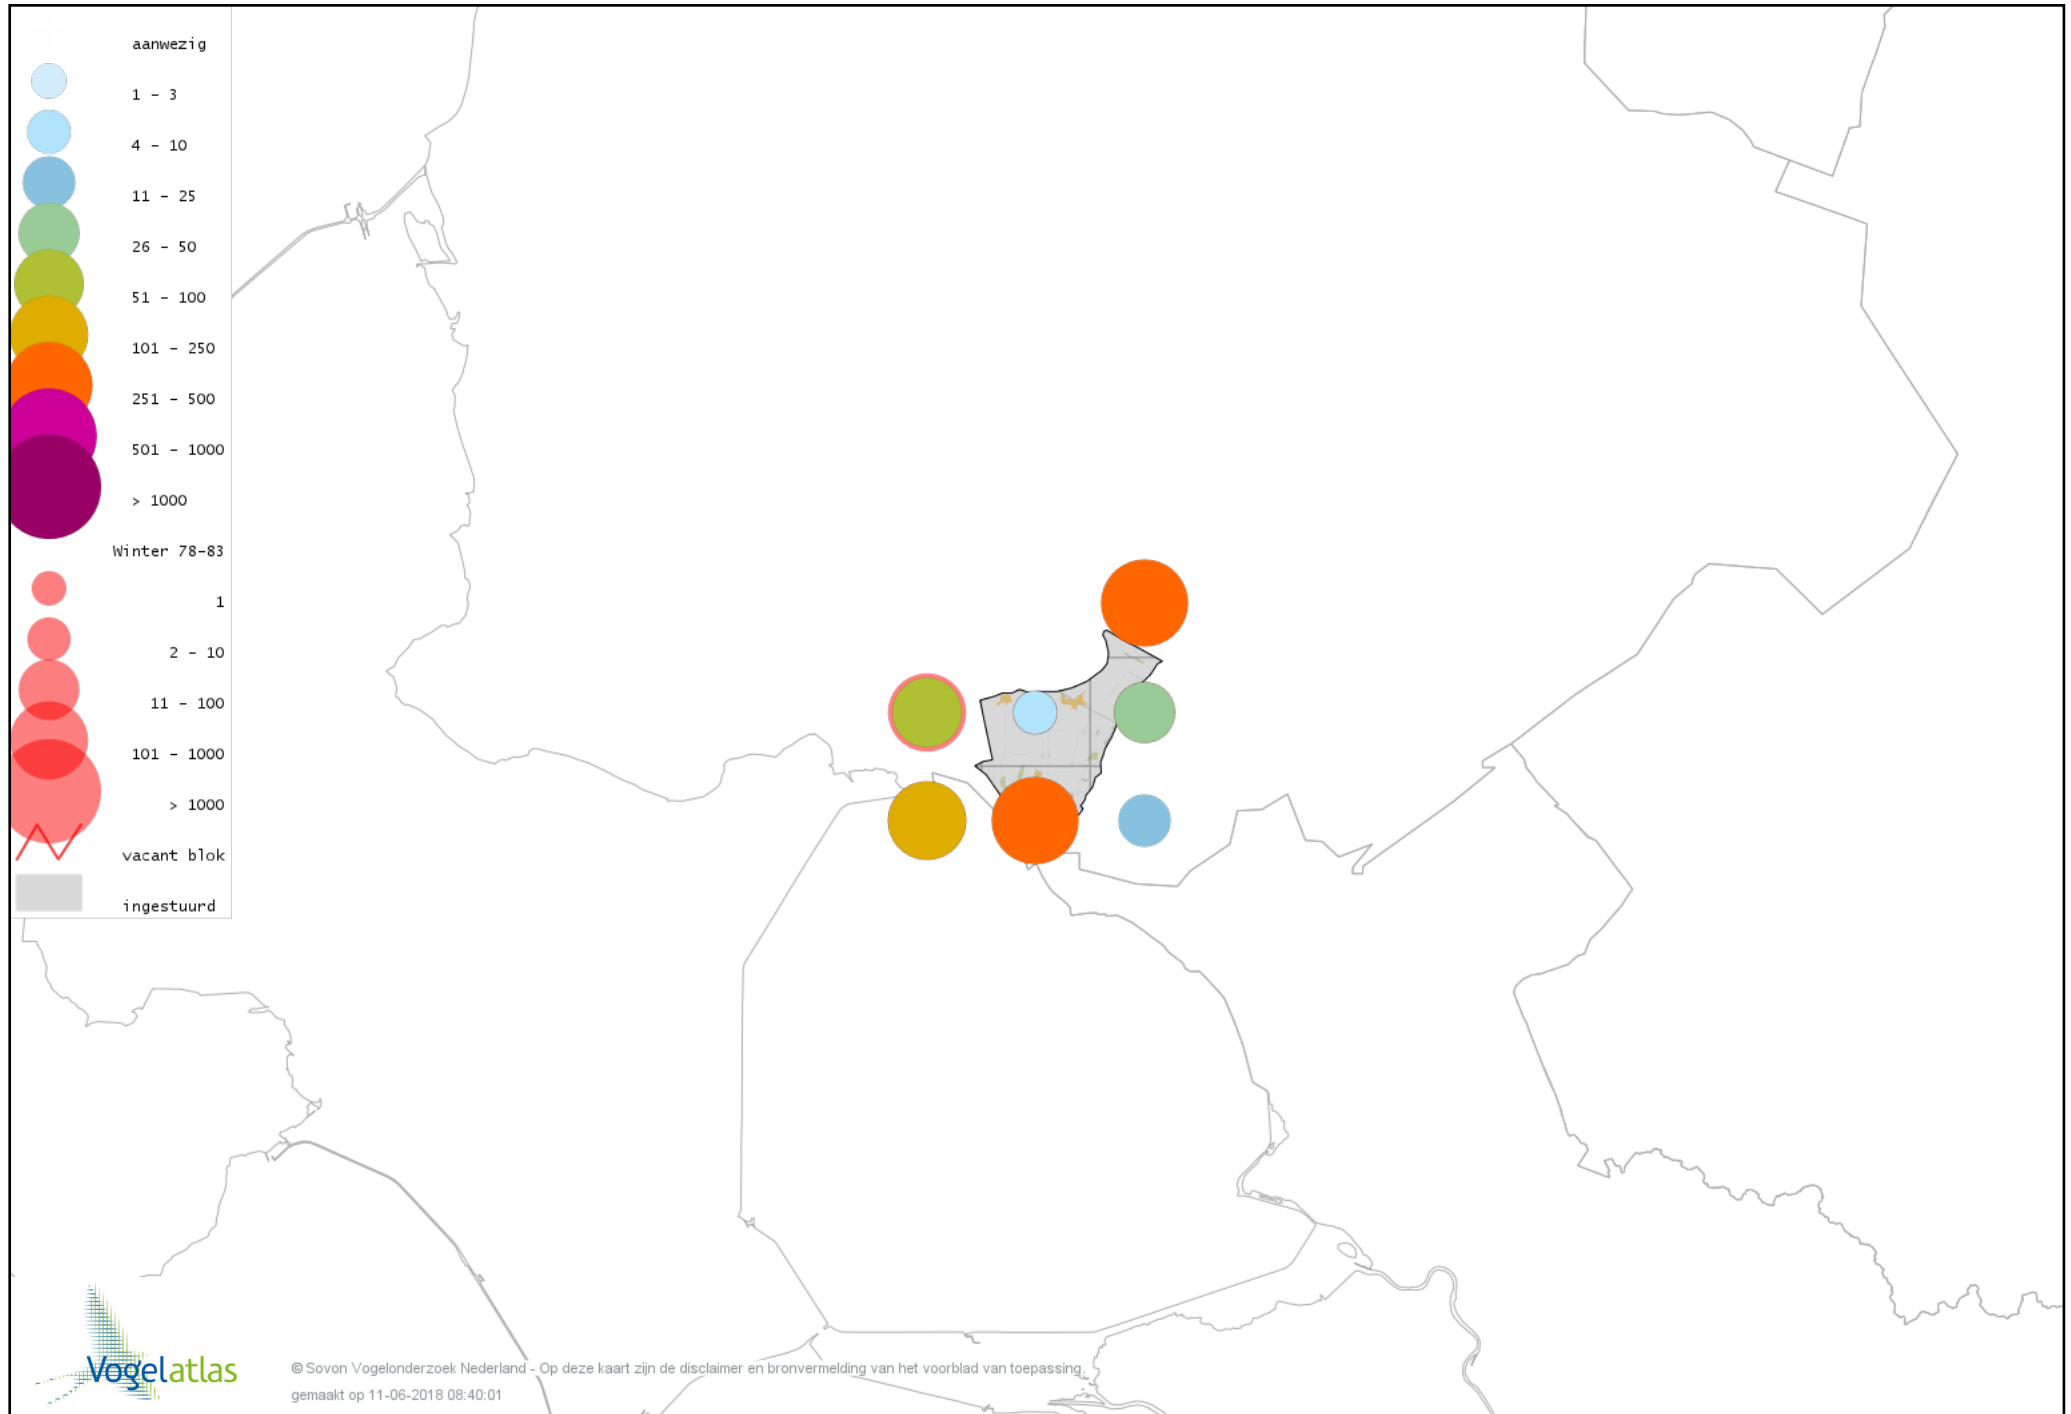 aanwezig
1 - 3
4 - 10
11 - 25
26 - 50
51 - 100
101 - 250
251 - 500
501 - 1000
> 1000
Winter 78-83
1
2 - 10
11 - 100
101 - 1000
> 1000
vacant blok
ingestuurd
Vogelatlas
© Sovon Vogelonderzoek Nederland - Op deze kaart zijn de disclaimer en bronvermelding van het voorblad van toepassing.
gemaakt op 11-06-2018 08:40:01